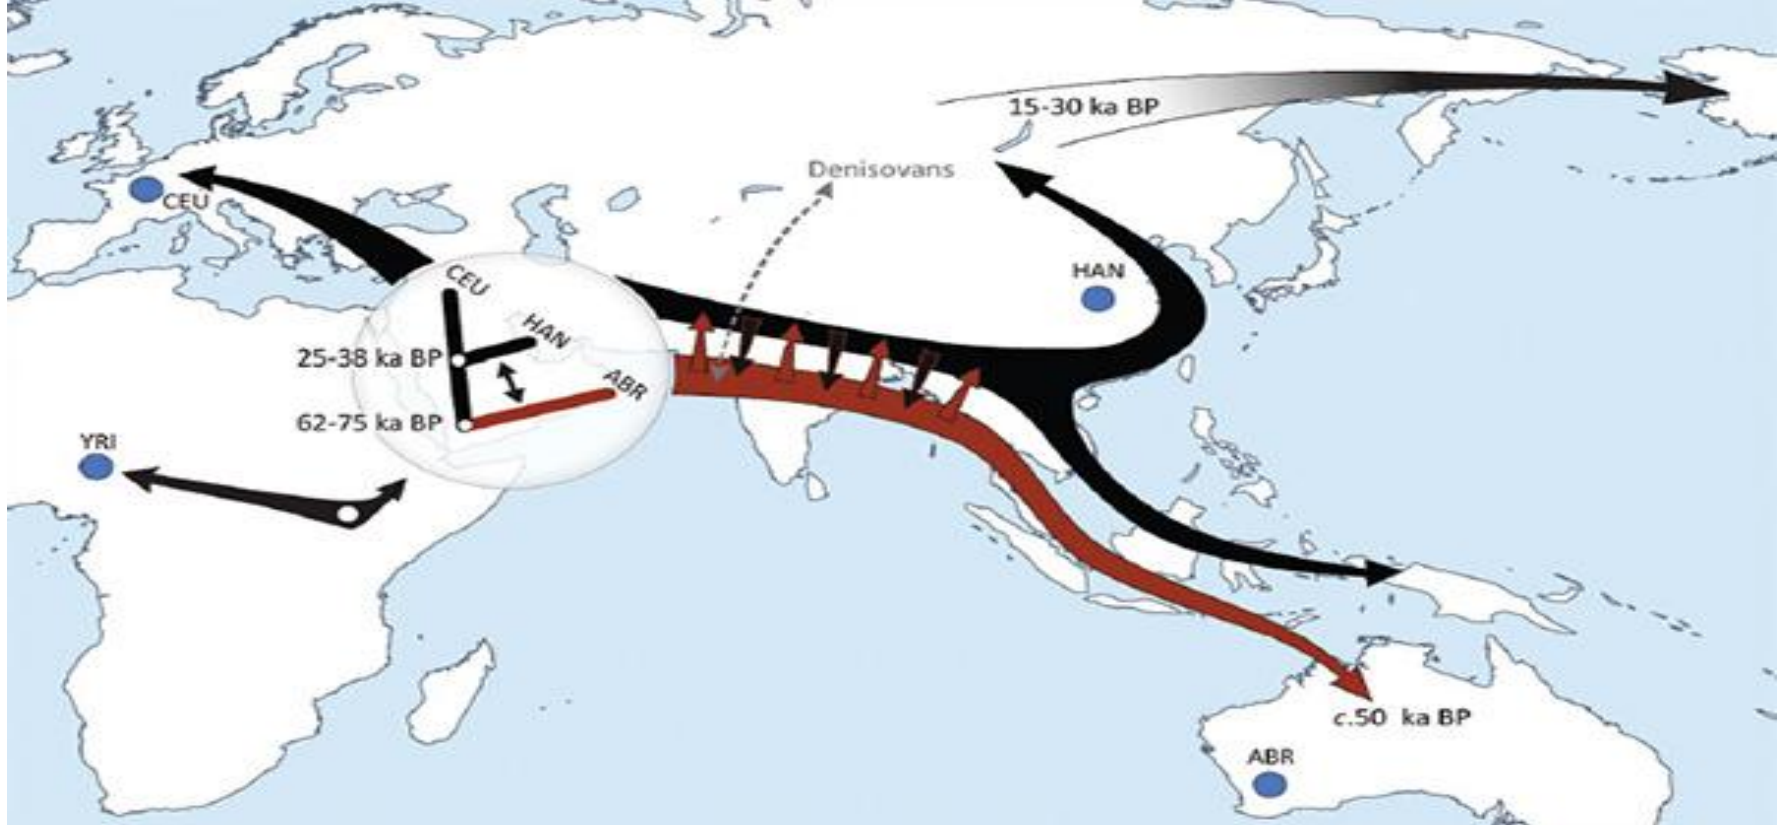 15-30 ka BP
Denisovans
CEU
HAN
CEU
HAN
25-38 ka BP
ABR
62-75 ka BP
YRI
c.50 ka BP
ABR